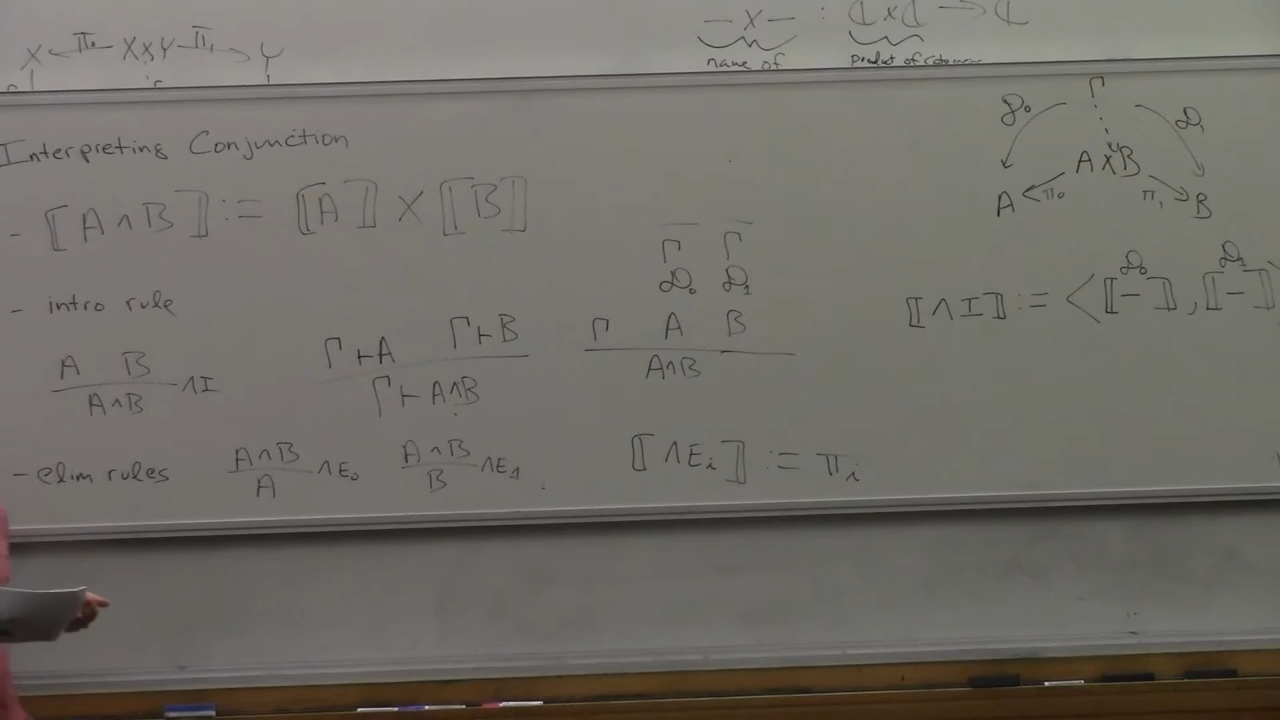 X ←π₀— X×Y —π₁→ Y
— × — : ℂ×ℂ → ℂ
name of
product of
Interpreting Conjunction
- ⟦A∧B⟧ := ⟦A⟧ × ⟦B⟧
- intro rule
A B
A∧B ∧I
Γ⊢A Γ⊢B
Γ⊢A∧B
Γ Γ
𝒟₀ 𝒟₁
Γ A B
A∧B
- elim rules
A∧B
A ∧E₀
A∧B
B ∧E₁
⟦∧Eᵢ⟧ := πᵢ
Γ
𝒟₀ 𝒟₁
A×B
A ←π₀ π₁→ B
𝒟₀ 𝒟₁
⟦∧I⟧ := <⟦–⟧, ⟦–⟧>